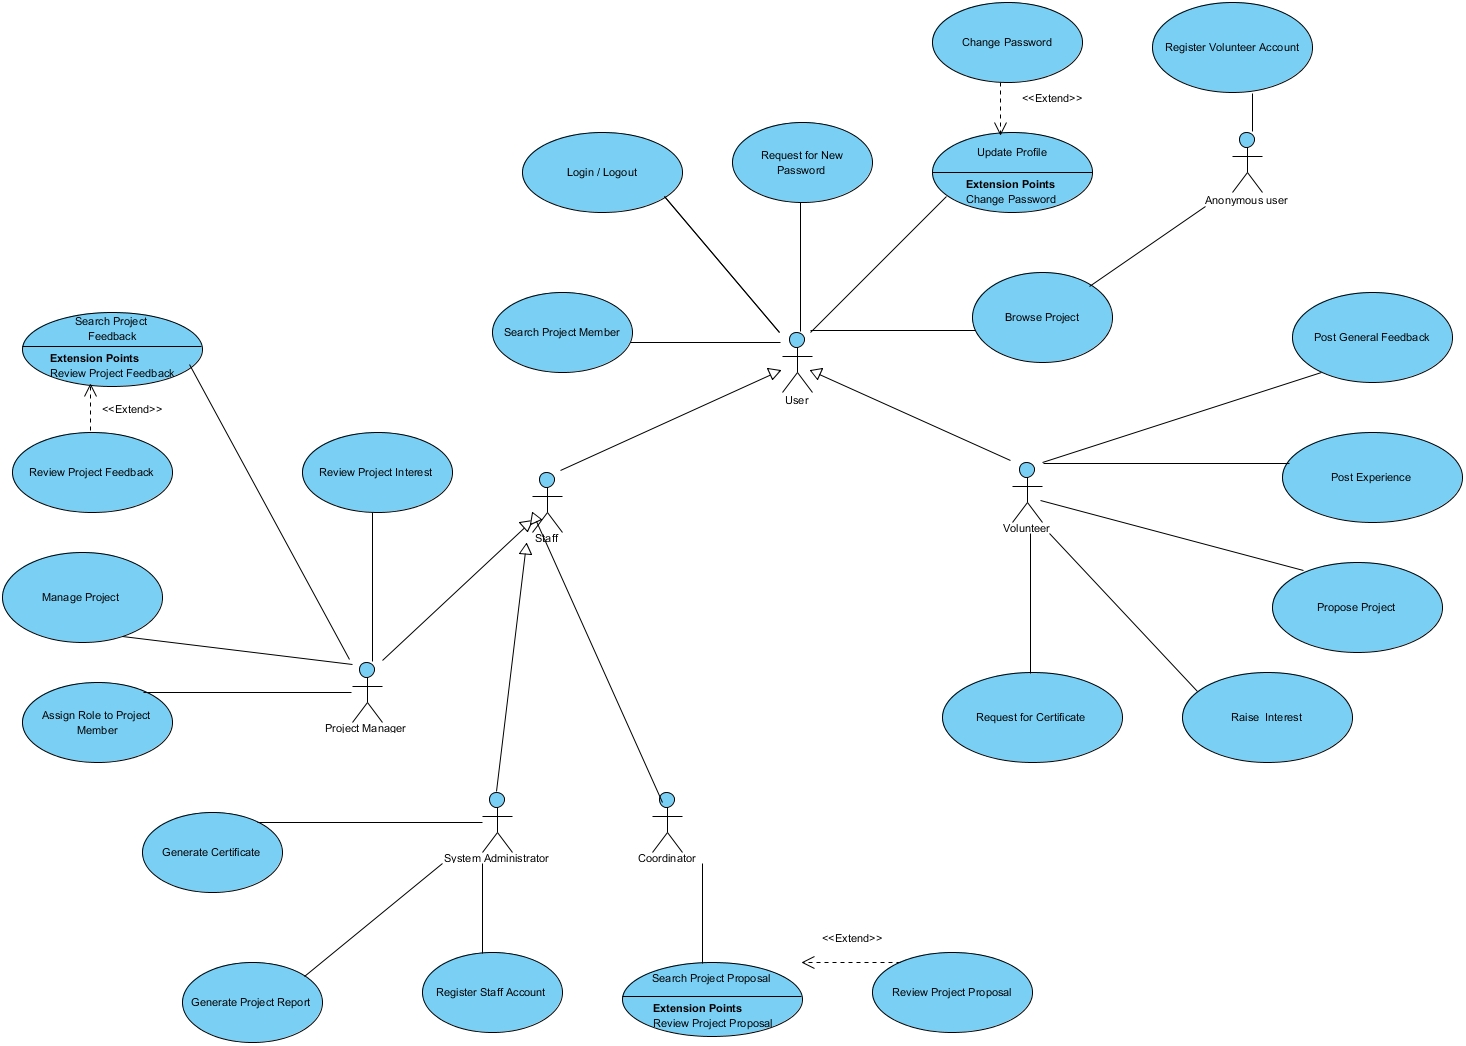 Change Password
Register Volunteer Account
<<Extend>>
Login / Logout
Request for New
Password
Update Profile
Extension Points
Change Password
Anonymous user
Search Project Member
Browse Project
User
Search Project
Feedback
Extension Points
Review Project Feedback
<<Extend>>
Review Project Feedback
Review Project Interest
Post General Feedback
Post Experience
Staff
Volunteer
Manage Project
Propose Project
Assign Role to Project
Member
Project Manager
Request for Certificate
Raise  Interest
Generate Certificate
System Administrator
Coordinator
<<Extend>>
Generate Project Report
Register Staff Account
Search Project Proposal
Extension Points
Review Project Proposal
Review Project Proposal